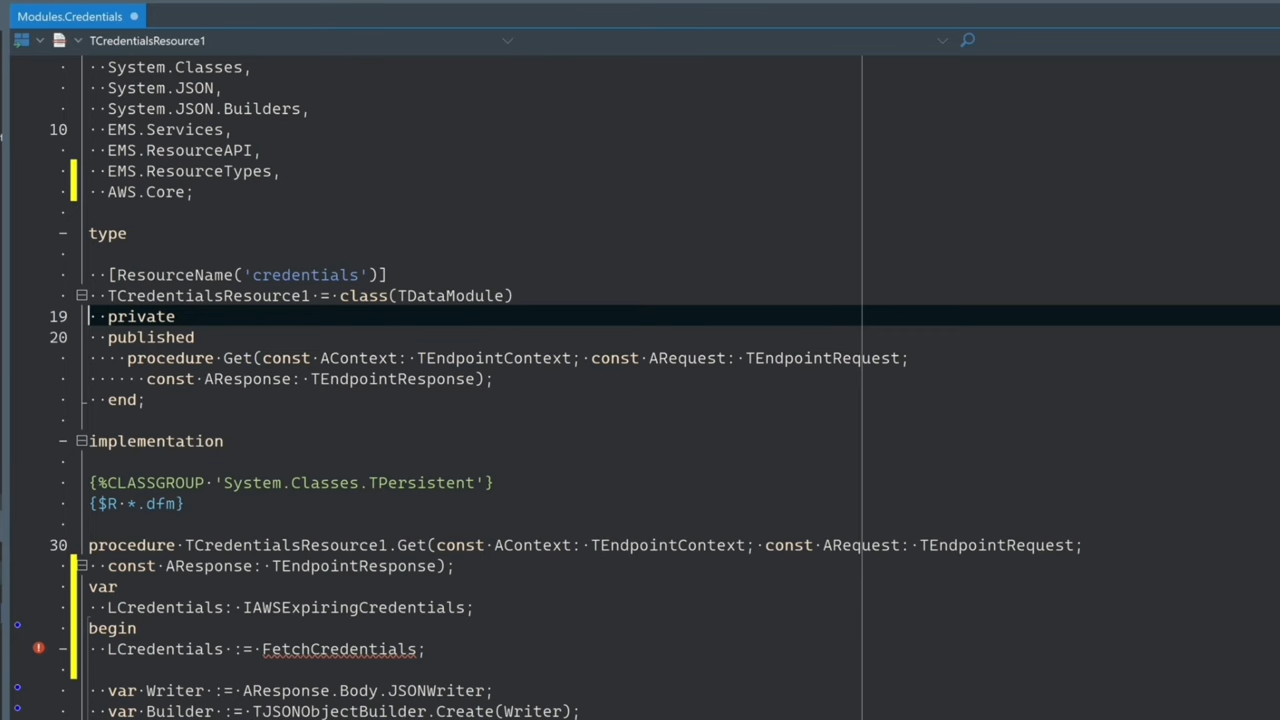 Modules.Credentials
TCredentialsResource1
System.Classes,
System.JSON,
System.JSON.Builders,
10 EMS.Services,
EMS.ResourceAPI,
EMS.ResourceTypes,
AWS.Core;
type
[ResourceName('credentials')]
TCredentialsResource1 = class(TDataModule)
19 private
20 published
procedure Get(const AContext: TEndpointContext; const ARequest: TEndpointRequest;
const AResponse: TEndpointResponse);
end;
implementation
{%CLASSGROUP 'System.Classes.TPersistent'}
{$R *.dfm}
30 procedure TCredentialsResource1.Get(const AContext: TEndpointContext; const ARequest: TEndpointRequest;
const AResponse: TEndpointResponse);
var
LCredentials: IAWSExpiringCredentials;
begin
LCredentials := FetchCredentials;
var Writer := AResponse.Body.JSONWriter;
var Builder := TJSONObjectBuilder.Create(Writer);